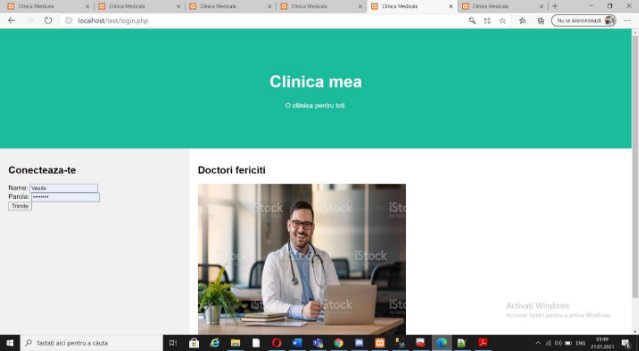 Clinica Medicala
Clinica Medicala
Clinica Medicala
Clinica Medicala
Clinica Medicala
Clinica Medicala
localhost/test/login.php
Nu se sincronizează
Clinica mea
O clinica pentru toti.
Conecteaza-te
Doctori fericiti
Name: Vasile
Parola: •••••••
Trimite
iStock
iStock
iStock
iStock
Activați Windows
Accesați Setări pentru a activa Windows.
Tastați aici pentru a căuta
ENG
01:49
21.01.2021